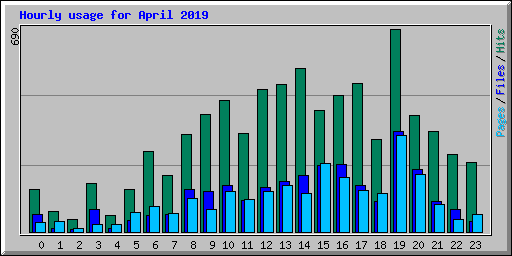 Hourly usage for April 2019
690
Pages / Files / Hits
0 1 2 3 4 5 6 7 8 9 10 11 12 13 14 15 16 17 18 19 20 21 22 23